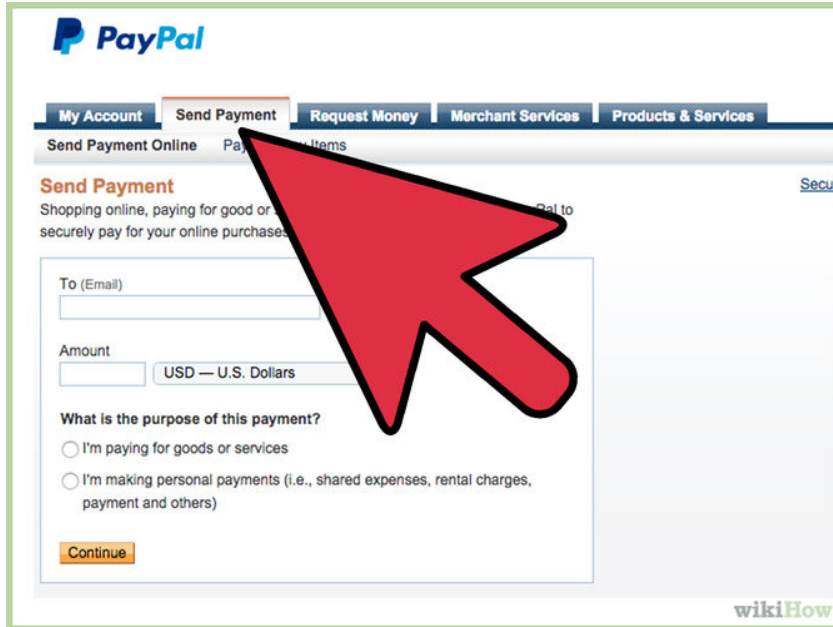 PayPal
My Account Send Payment Request Money Merchant Services Products & Services
Send Payment Online Pay Items
Send Payment Secu
Shopping online, paying for good or Pal to
securely pay for your online purchases
To (Email)
Amount
USD — U.S. Dollars
What is the purpose of this payment?
I'm paying for goods or services
I'm making personal payments (i.e., shared expenses, rental charges,
payment and others)
Continue
wikiHow